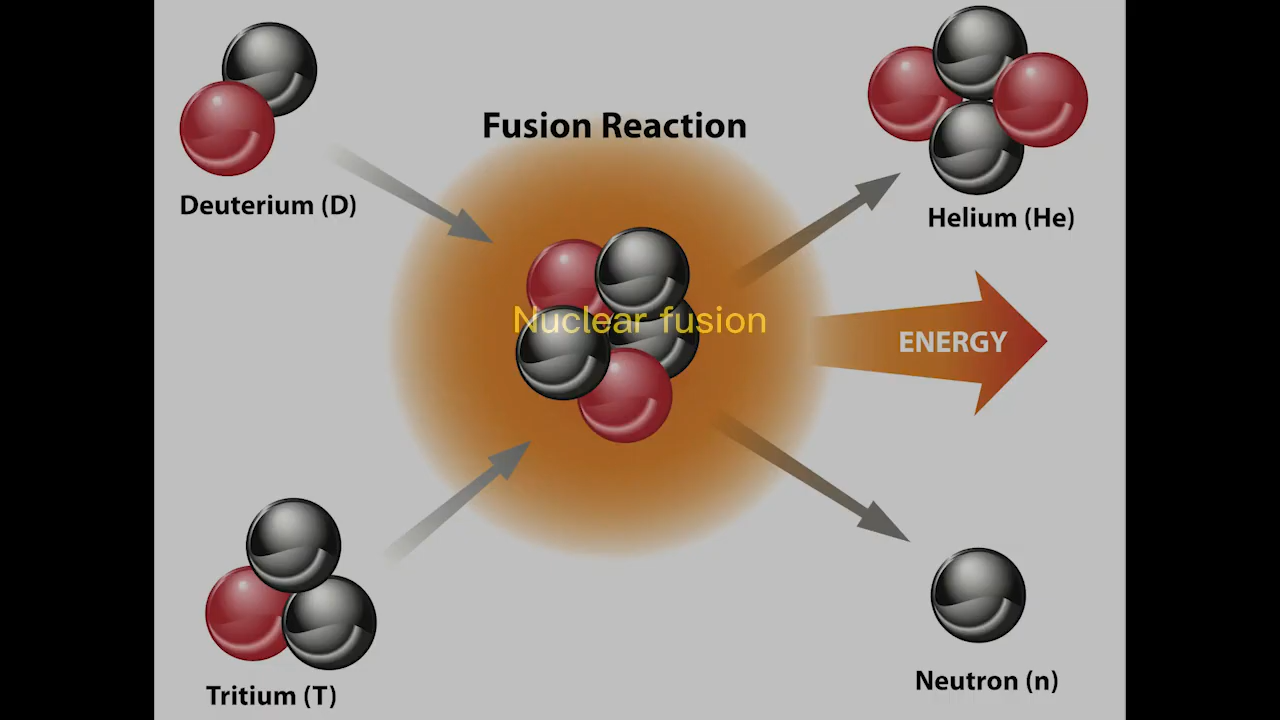 Fusion Reaction
Deuterium (D)
Helium (He)
Nuclear fusion
ENERGY
Tritium (T)
Neutron (n)